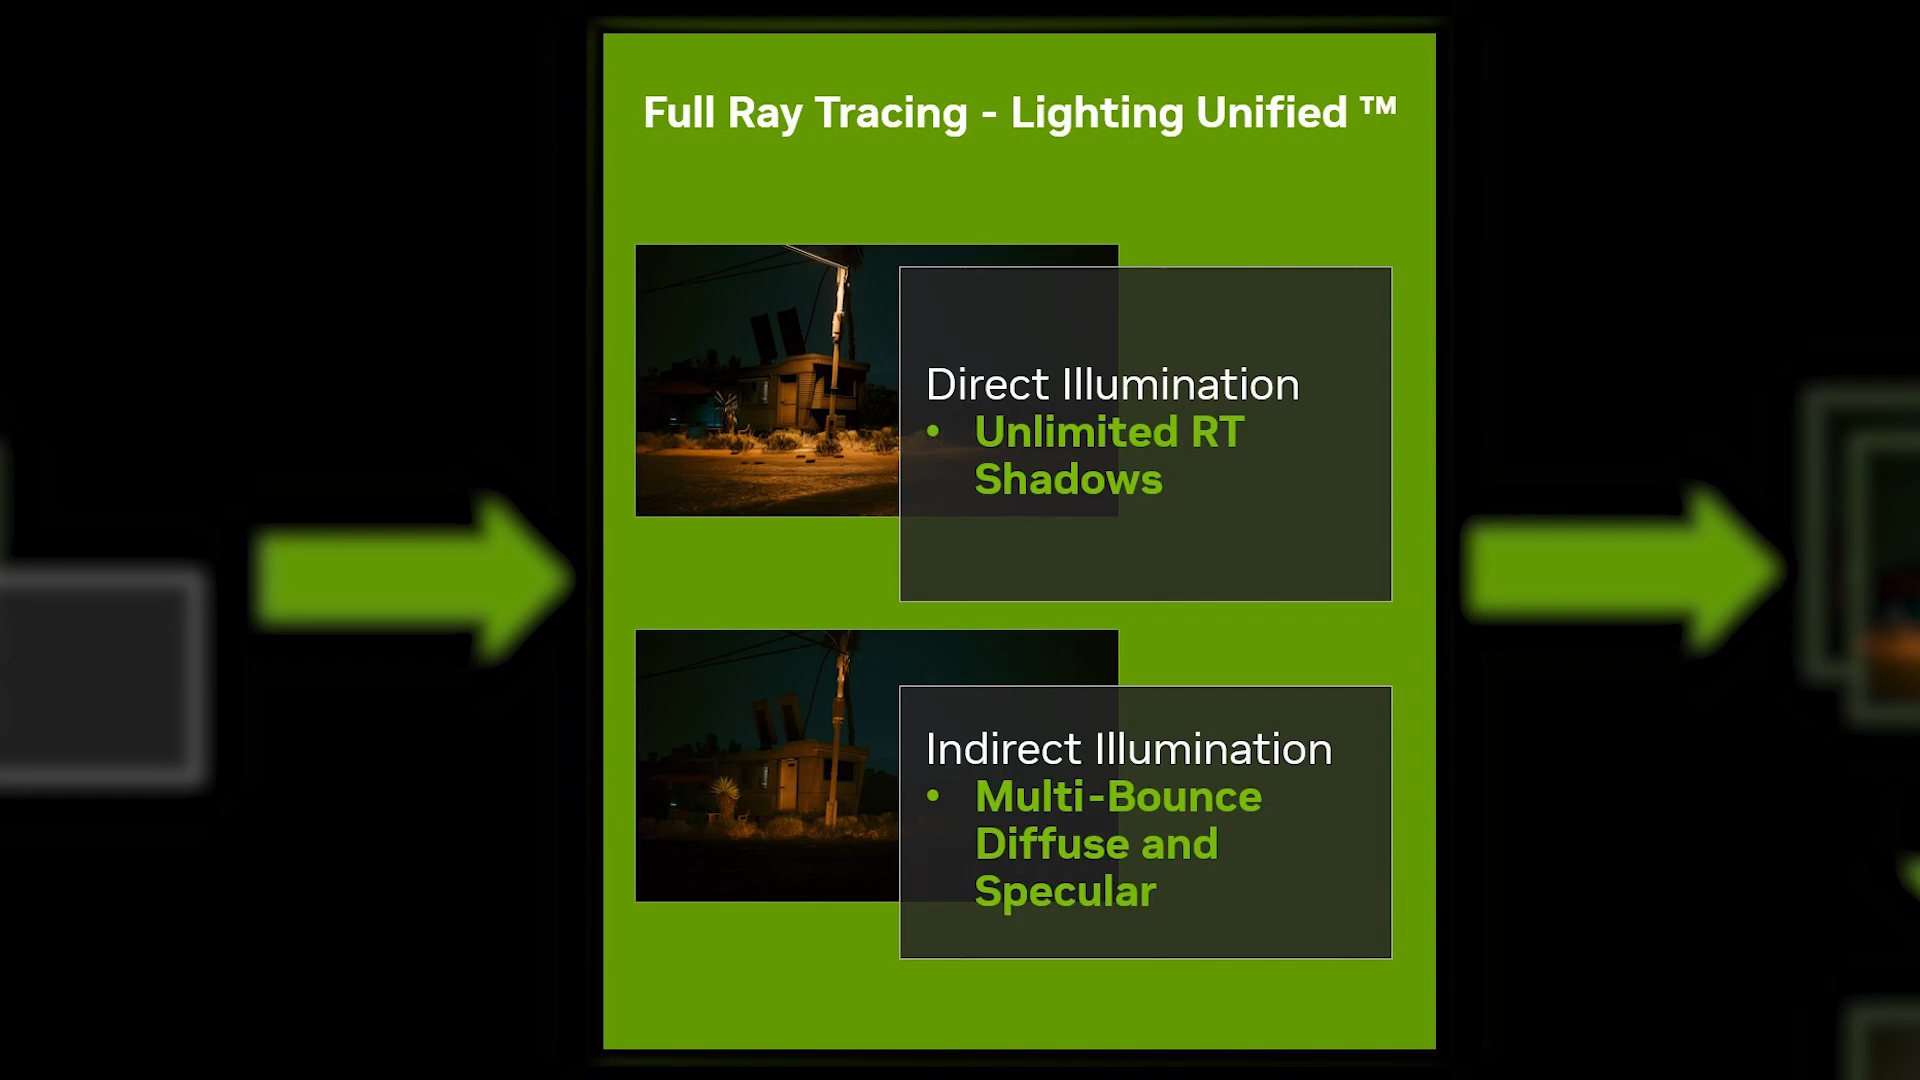 Full Ray Tracing - Lighting Unified ™
Direct Illumination
• Unlimited RT
Shadows
Indirect Illumination
• Multi-Bounce
Diffuse and
Specular